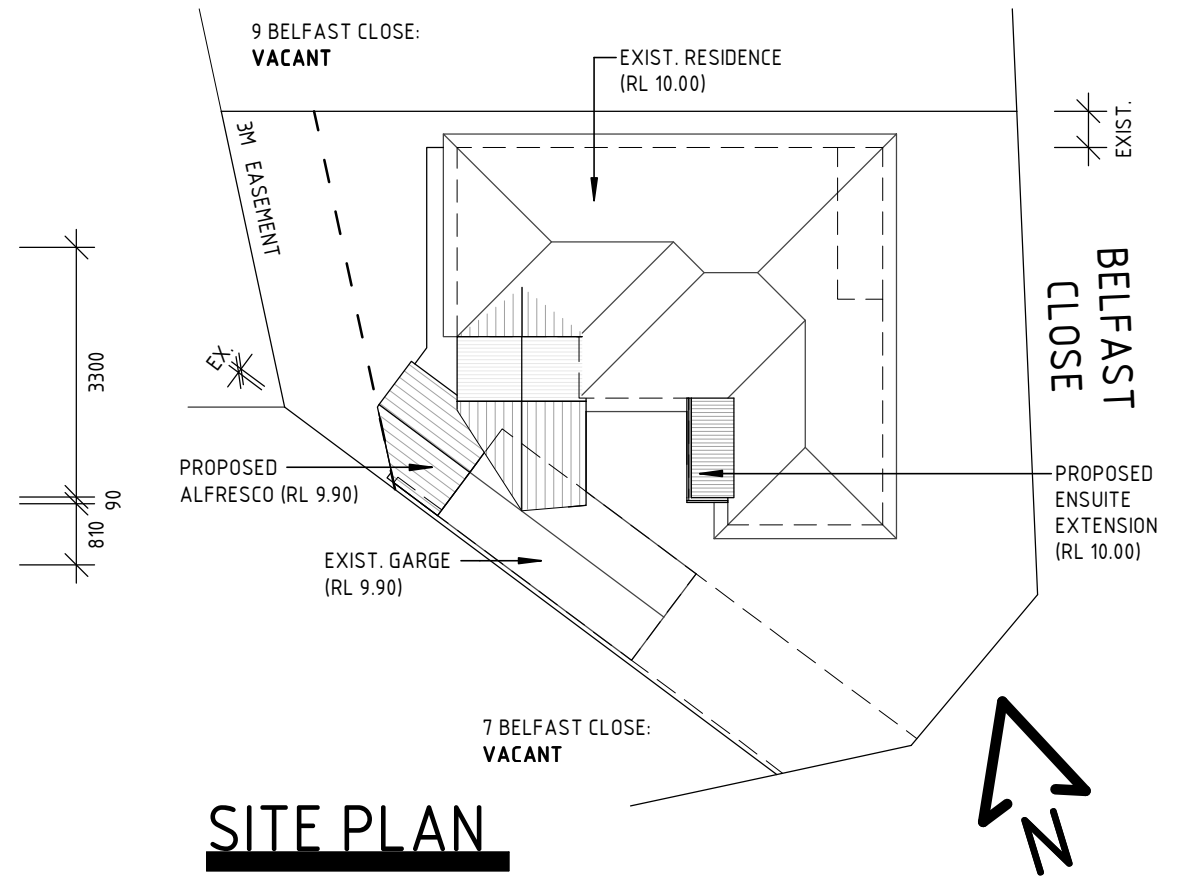 9 BELFAST CLOSE:
VACANT
EXIST. RESIDENCE
(RL 10.00)
EXIST.
3M EASEMENT
BELFAST
CLOSE
EX.
3300
90
810
PROPOSED
ALFRESCO (RL 9.90)
PROPOSED
ENSUITE
EXTENSION
(RL 10.00)
EXIST. GARGE
(RL 9.90)
7 BELFAST CLOSE:
VACANT
SITE PLAN
N